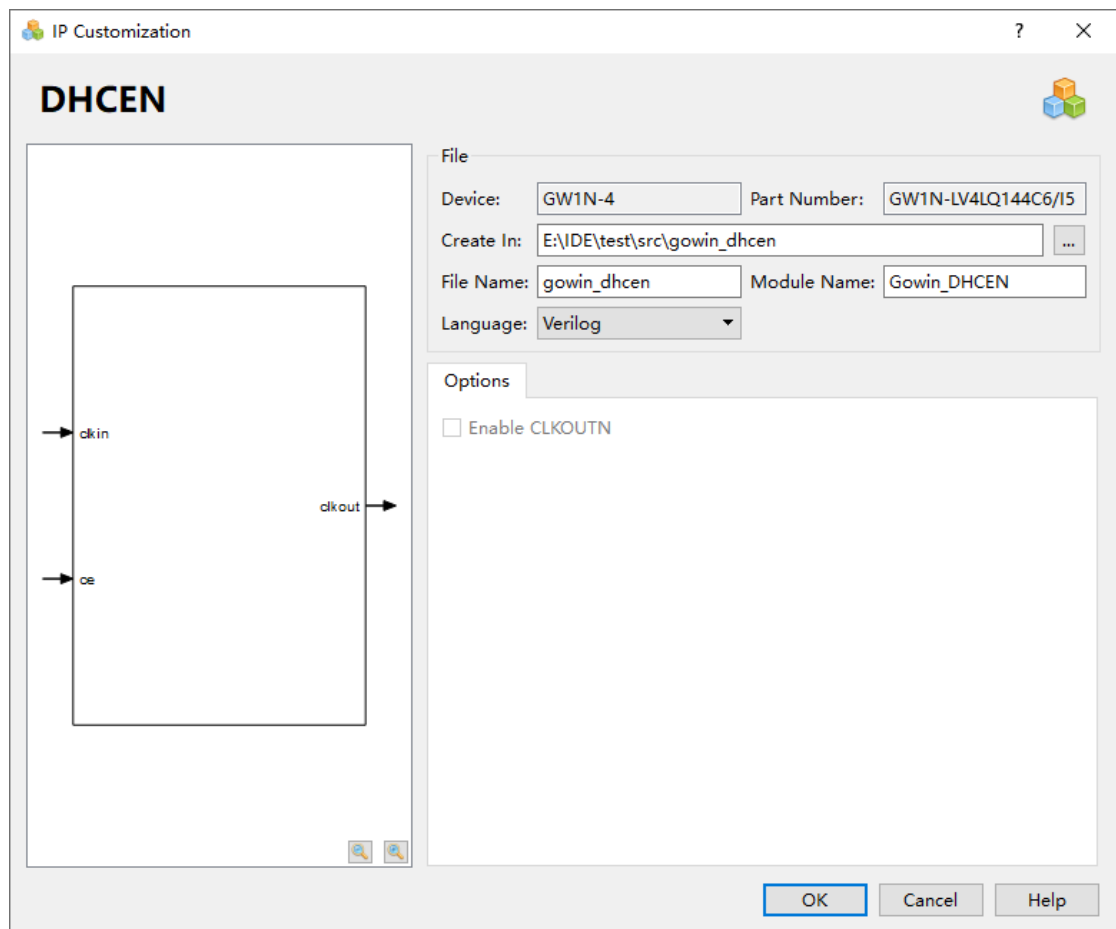 IP Customization ?
DHCEN
File
Device: GW1N-4 Part Number: GW1N-LV4LQ144C6/I5
Create In: E:\IDE\test\src\gowin_dhcen ...
File Name: gowin_dhcen Module Name: Gowin_DHCEN
Language: Verilog
Options
Enable CLKOUTN
clkin
clkout
ce
OK Cancel Help